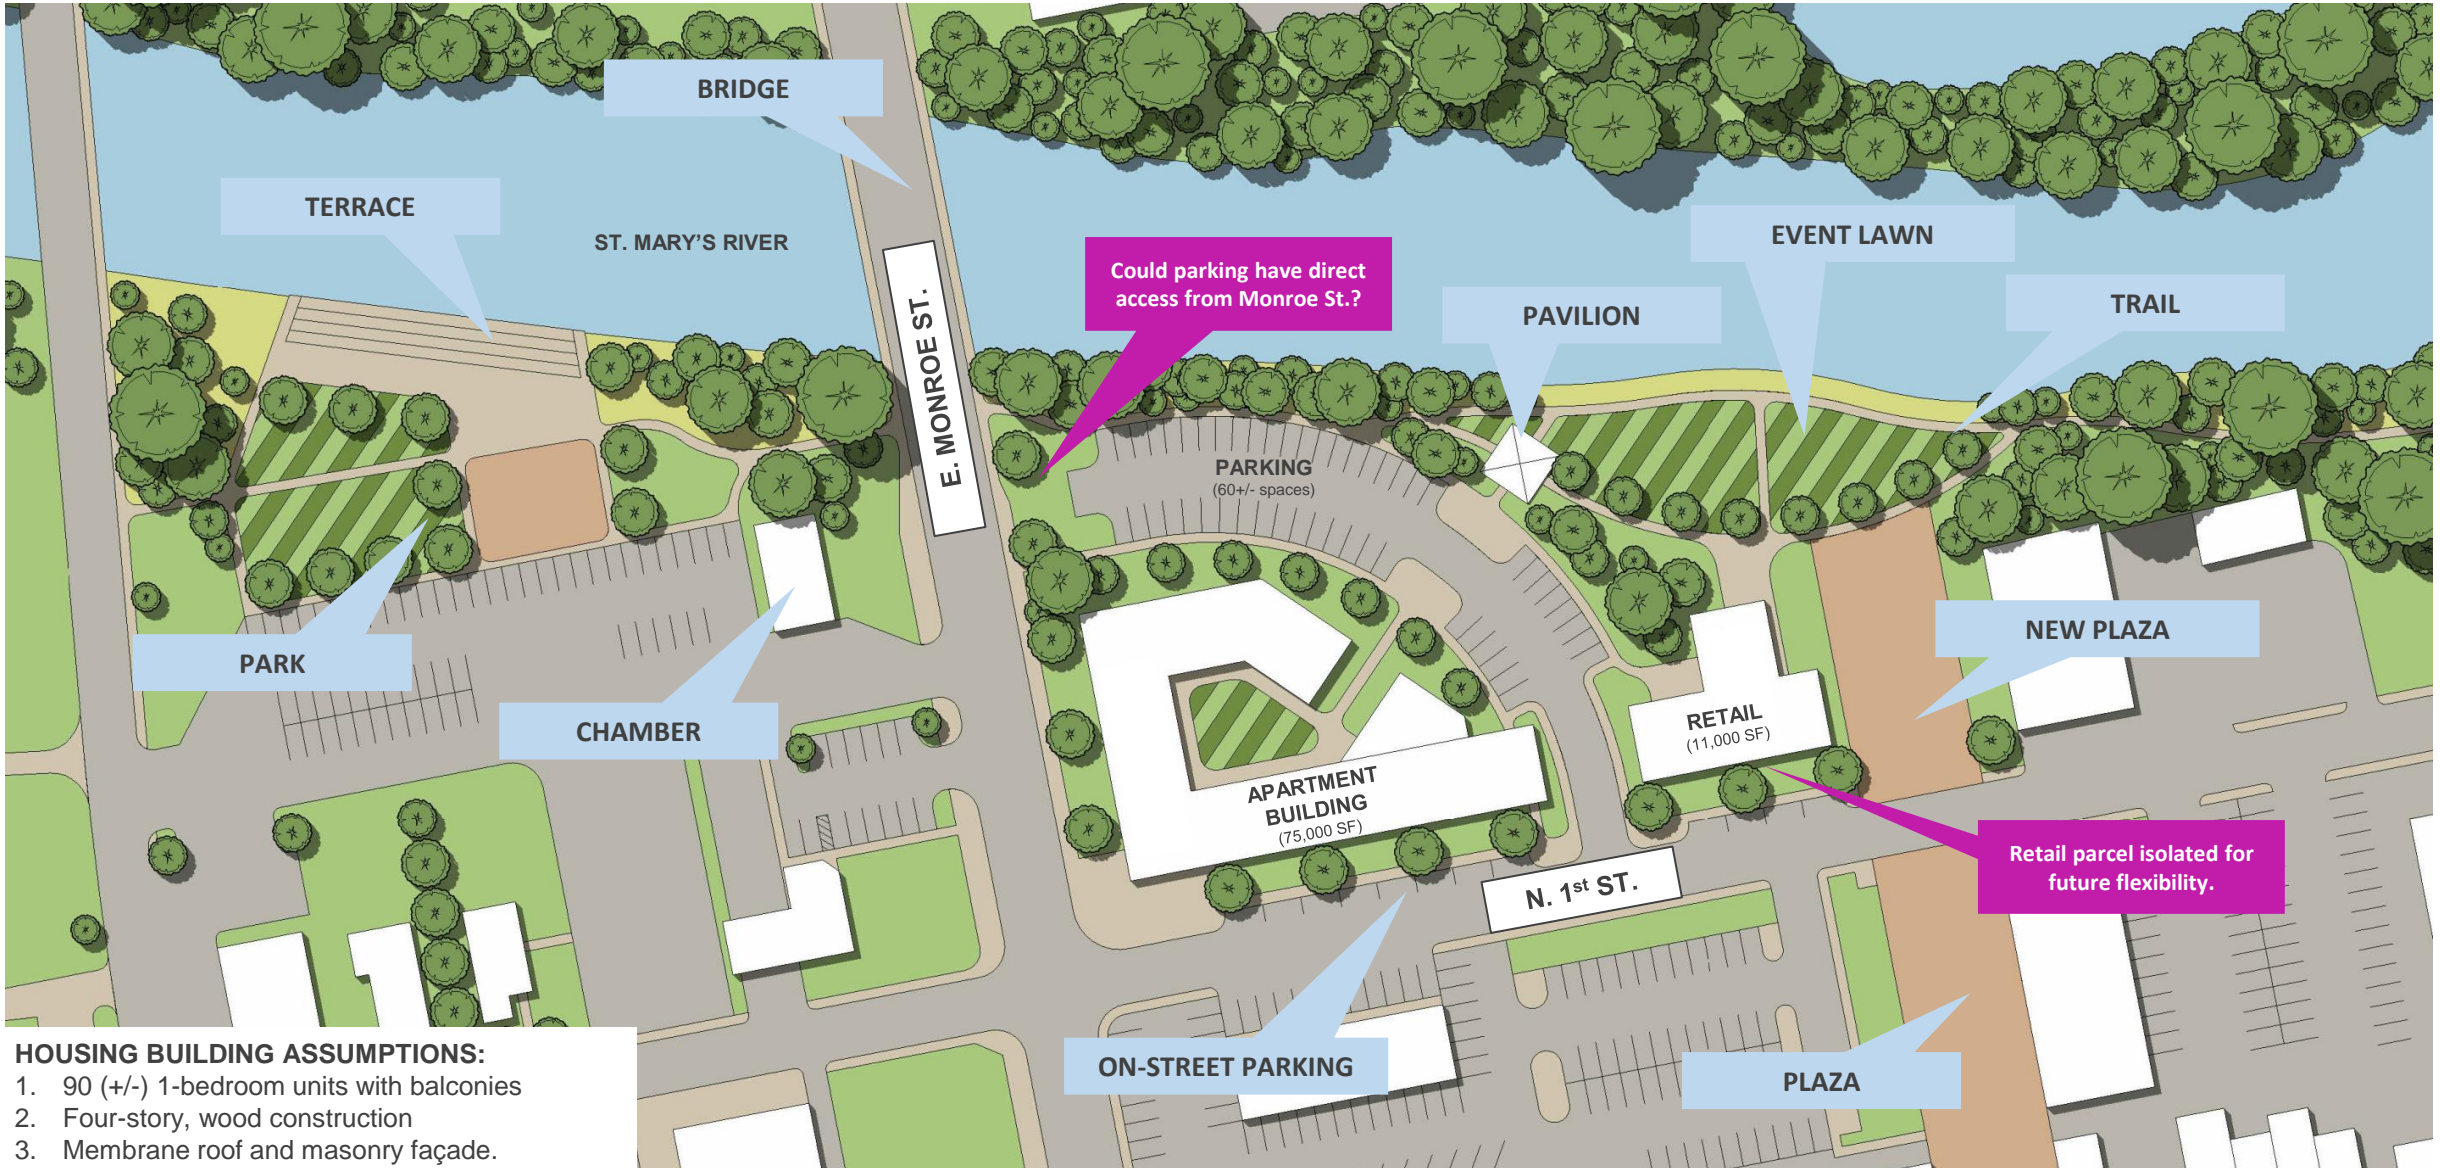 BRIDGE
TERRACE
ST. MARY'S RIVER
E. MONROE ST.
Could parking have direct
access from Monroe St.?
EVENT LAWN
PAVILION
TRAIL
PARKING
(60+/- spaces)
PARK
CHAMBER
NEW PLAZA
RETAIL
(11,000 SF)
APARTMENT
BUILDING
(75,000 SF)
N. 1st ST.
Retail parcel isolated for
future flexibility.
ON-STREET PARKING
PLAZA
HOUSING BUILDING ASSUMPTIONS:
1. 90 (+/-) 1-bedroom units with balconies
2. Four-story, wood construction
3. Membrane roof and masonry façade.